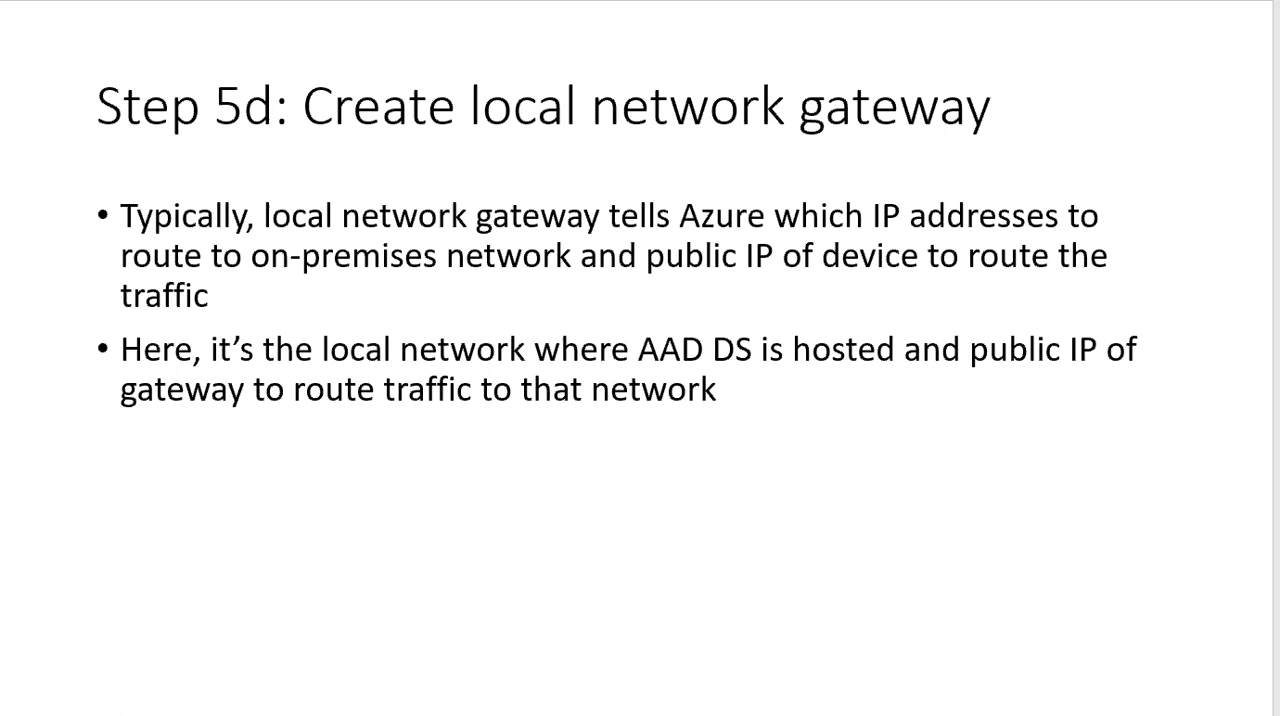 Step 5d: Create local network gateway
• Typically, local network gateway tells Azure which IP addresses to
route to on-premises network and public IP of device to route the
traffic
• Here, it’s the local network where AAD DS is hosted and public IP of
gateway to route traffic to that network